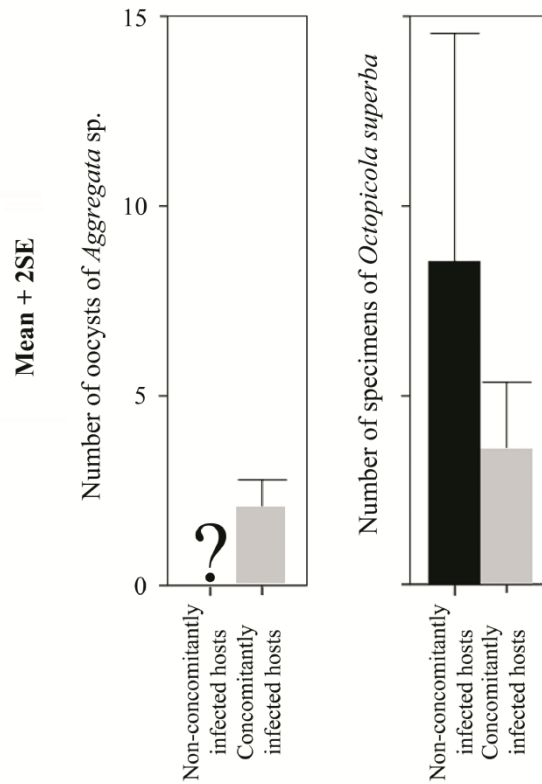 Mean + 2SE
Number of oocysts of Aggregata sp.
15
10
5
0
?
Non-concomitantly
infected hosts
Concomitantly
infected hosts
Number of specimens of Octopicola superba
Non-concomitantly
infected hosts
Concomitantly
infected hosts